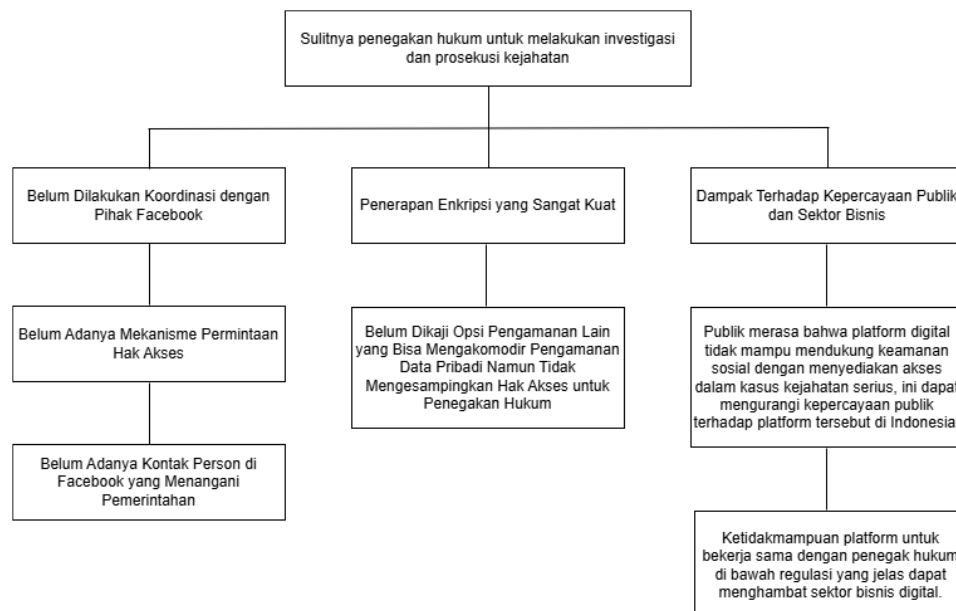 Sulitnya penegakan hukum untuk melakukan investigasi
dan prosekusi kejahatan
Belum Dilakukan Koordinasi dengan
Pihak Facebook
Penerapan Enkripsi yang Sangat Kuat
Dampak Terhadap Kepercayaan Publik
dan Sektor Bisnis
Belum Adanya Mekanisme Permintaan
Hak Akses
Belum Dikaji Opsi Pengamanan Lain
yang Bisa Mengakomodir Pengamanan
Data Pribadi Namun Tidak
Mengesampingkan Hak Akses untuk
Penegakan Hukum
Publik merasa bahwa platform digital
tidak mampu mendukung keamanan
sosial dengan menyediakan akses
dalam kasus kejahatan serius, ini dapat
mengurangi kepercayaan publik
terhadap platform tersebut di Indonesia
Belum Adanya Kontak Person di
Facebook yang Menangani
Pemerintahan
Ketidakmampuan platform untuk
bekerja sama dengan penegak hukum
di bawah regulasi yang jelas dapat
menghambat sektor bisnis digital.